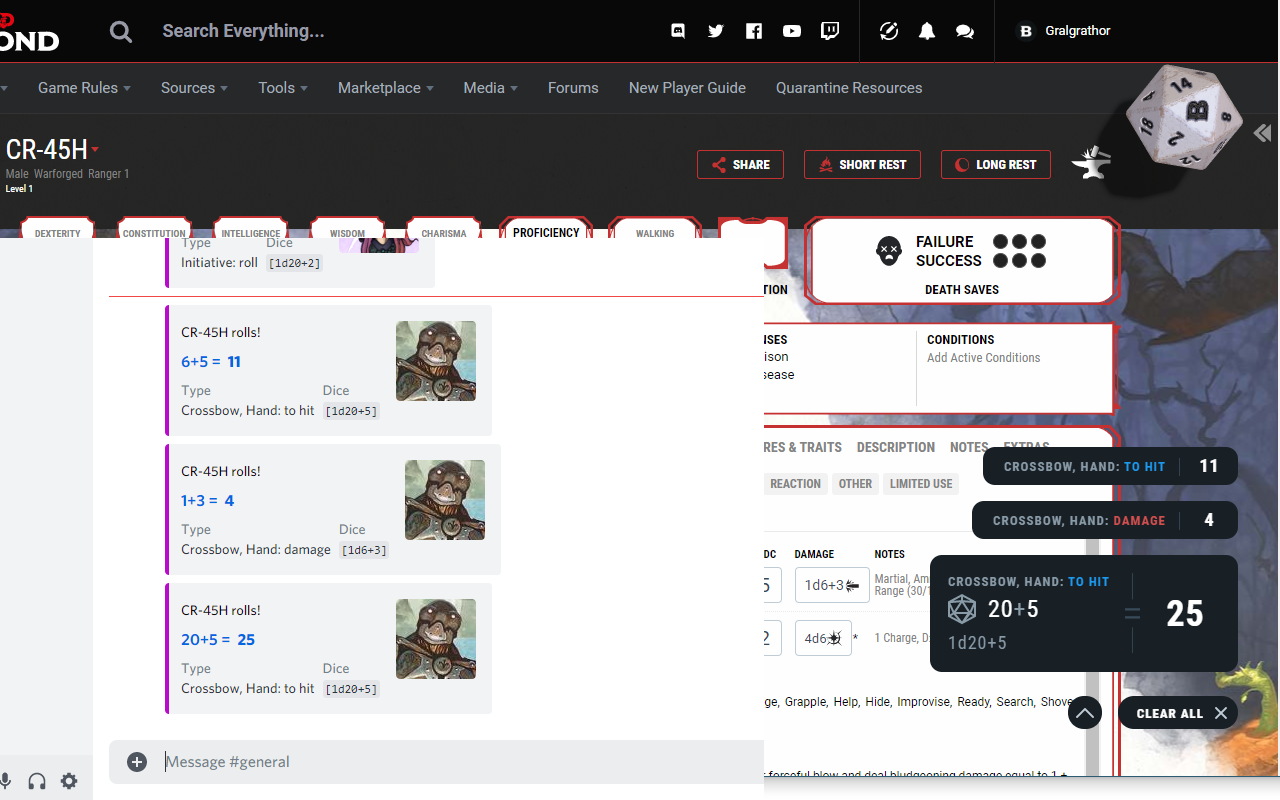 OND
Search Everything...
Gralgrathor
Game Rules
Sources
Tools
Marketplace
Media
Forums
New Player Guide
Quarantine Resources
CR-45H
Male Warforged Ranger 1
Level 1
SHARE
SHORT REST
LONG REST
14
4
8
18
2
12
B
DEXTERITY
CONSTITUTION
INTELLIGENCE
WISDOM
CHARISMA
PROFICIENCY
WALKING
FAILURE
SUCCESS
DEATH SAVES
TION
Type
Dice
Initiative: roll
[1d20+2]
CR-45H rolls!
6+5 = 11
Type
Dice
Crossbow, Hand: to hit
[1d20+5]
CR-45H rolls!
1+3 = 4
Type
Dice
Crossbow, Hand: damage
[1d6+3]
CR-45H rolls!
20+5 = 25
Type
Dice
Crossbow, Hand: to hit
[1d20+5]
Message #general
NSES
ison
sease
CONDITIONS
Add Active Conditions
RES & TRAITS
DESCRIPTION
NOTES
EXTRAS
REACTION
OTHER
LIMITED USE
DC
DAMAGE
NOTES
5
1d6+3
Martial, Am
Range (30/1
2
4d6
*
1 Charge, D
CROSSBOW, HAND: TO HIT
11
CROSSBOW, HAND: DAMAGE
4
CROSSBOW, HAND: TO HIT
20+5
=
25
1d20+5
ge, Grapple, Help, Hide, Improvise, Ready, Search, Shove
CLEAR ALL
r forceful blow and deal bludgeoning damage equal to 1 +